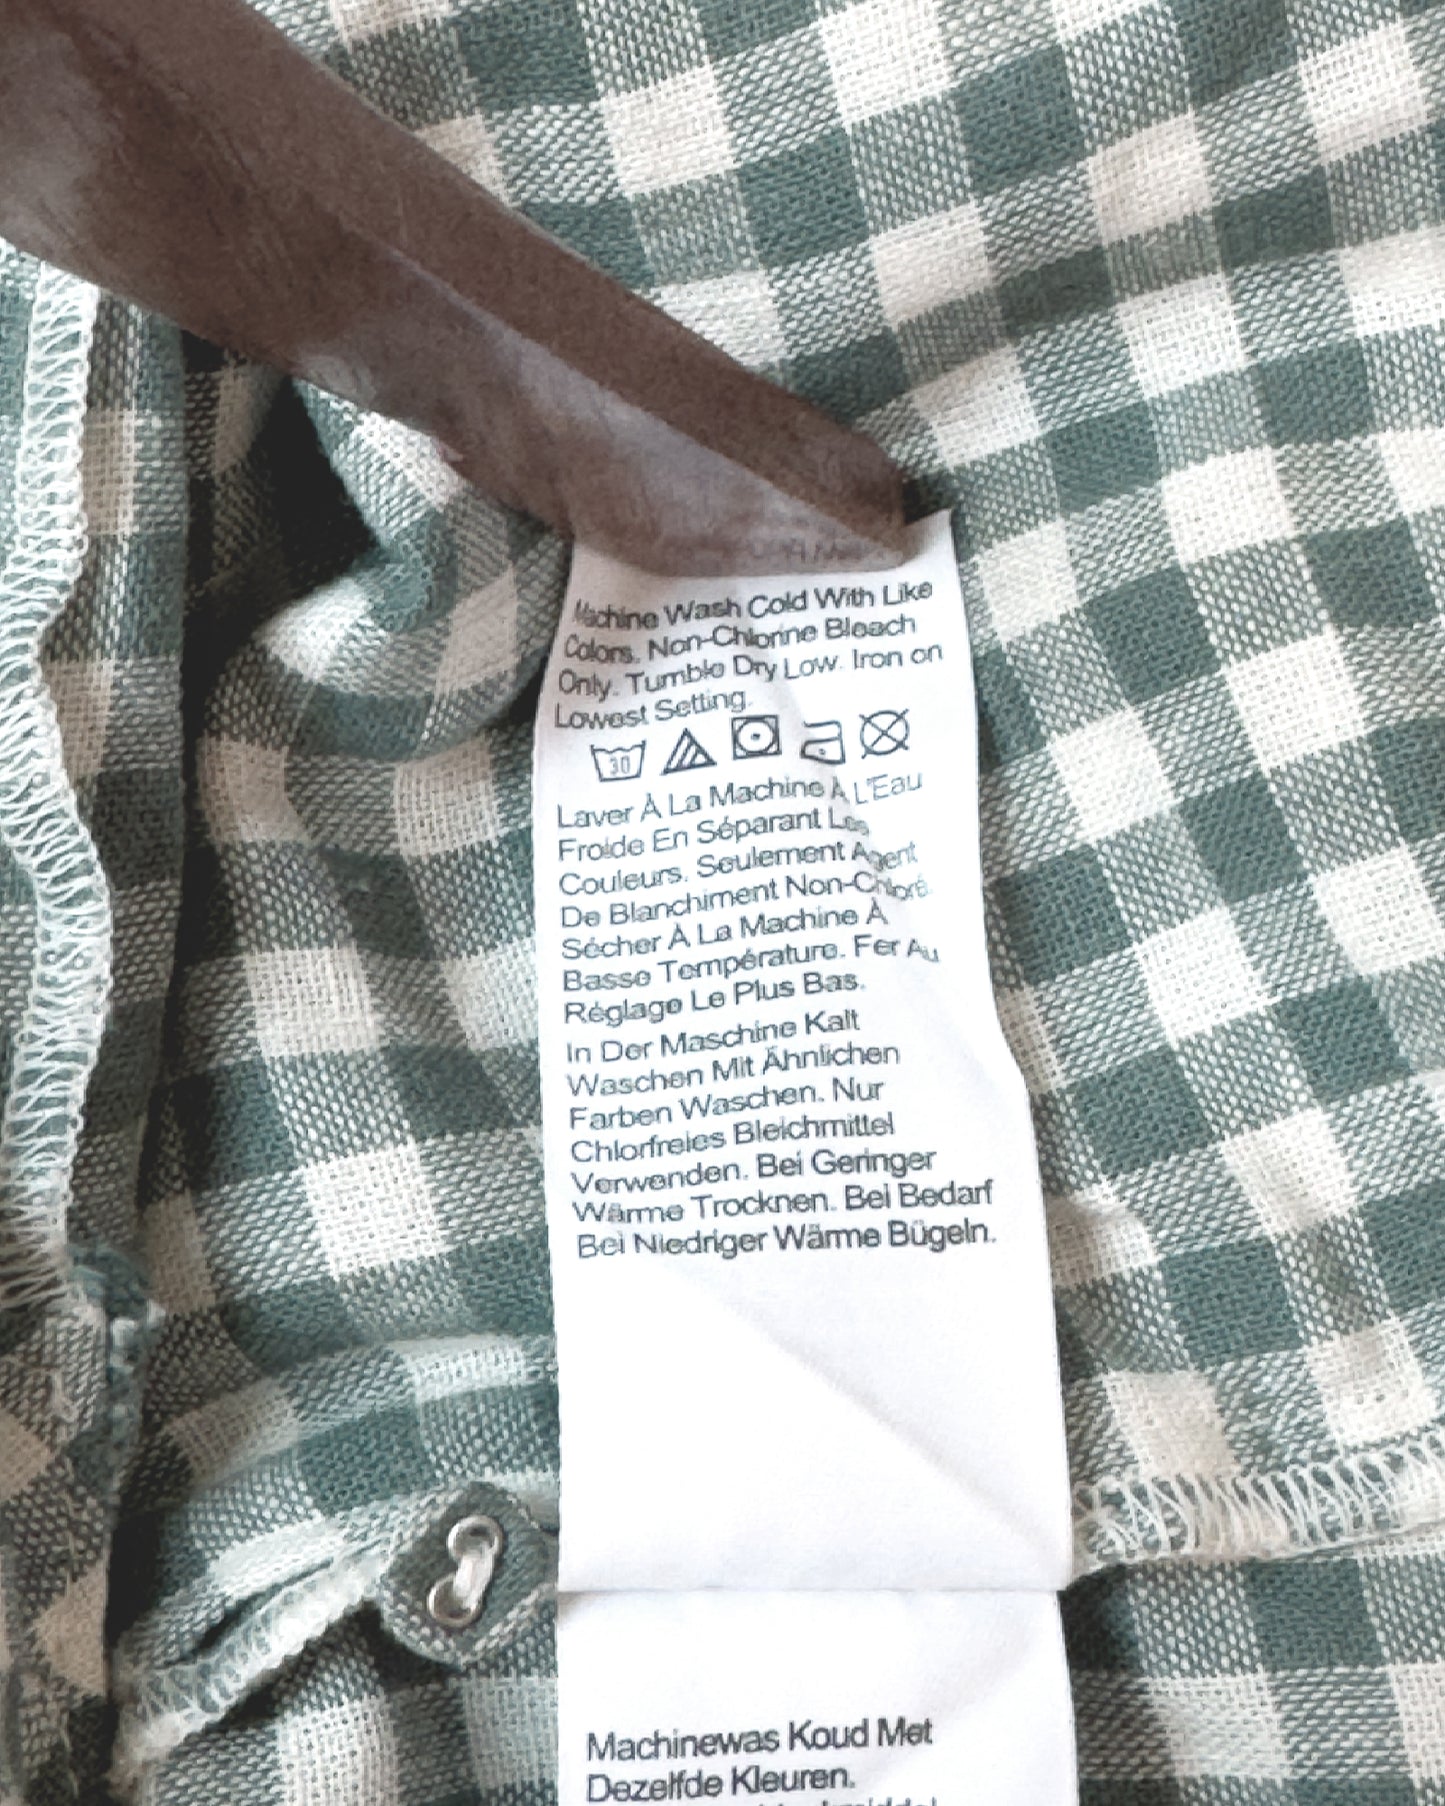 Machine Wash Cold With Like
Colors. Non-Chlorine Bleach
Only. Tumble Dry Low. Iron on
Lowest Setting.
30
Laver À La Machine À L'Eau
Froide En Séparant Les
Couleurs. Seulement Agent
De Blanchiment Non-Chloré.
Sécher À La Machine À
Basse Température. Fer Au
Réglage Le Plus Bas.
In Der Maschine Kalt
Waschen Mit Ähnlichen
Farben Waschen. Nur
Chlorfreies Bleichmittel
Verwenden. Bei Geringer
Wärme Trocknen. Bei Bedarf
Bei Niedriger Wärme Bügeln.
Machinewas Koud Met
Dezelfde Kleuren.